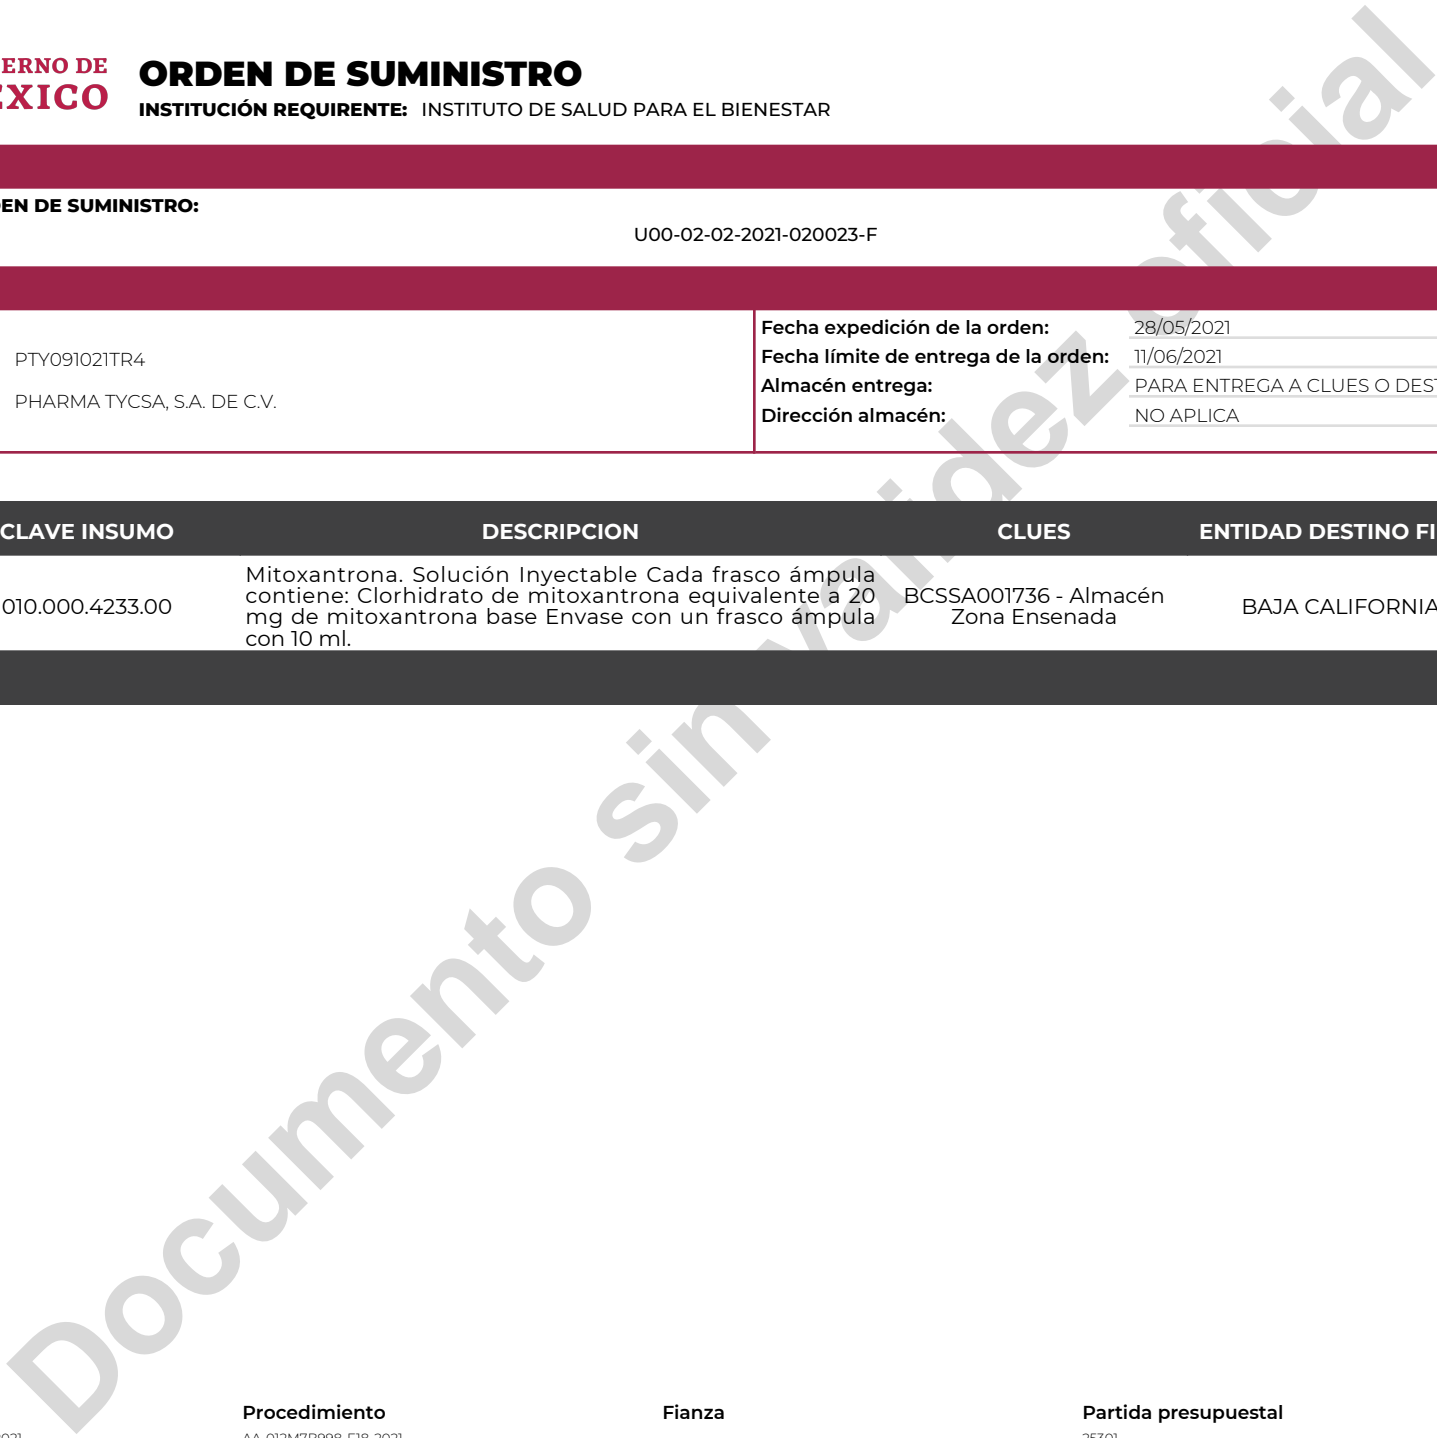 ERNO DE
EXICO
ORDEN DE SUMINISTRO
INSTITUCIÓN REQUIRENTE: INSTITUTO DE SALUD PARA EL BIENESTAR
EN DE SUMINISTRO:
U00-02-02-2021-020023-F
PTY091021TR4
PHARMA TYCSA, S.A. DE C.V.
Fecha expedición de la orden: 28/05/2021
Fecha límite de entrega de la orden: 11/06/2021
Almacén entrega: PARA ENTREGA A CLUES O DEST
Dirección almacén: NO APLICA
CLAVE INSUMO DESCRIPCION CLUES ENTIDAD DESTINO FI
010.000.4233.00
Mitoxantrona. Solución Inyectable Cada frasco ámpula
contiene: Clorhidrato de mitoxantrona equivalente a 20
mg de mitoxantrona base Envase con un frasco ámpula
con 10 ml.
BCSSA001736 - Almacén
Zona Ensenada
BAJA CALIFORNIA
Documento sin validez oficial
Procedimiento Fianza Partida presupuestal